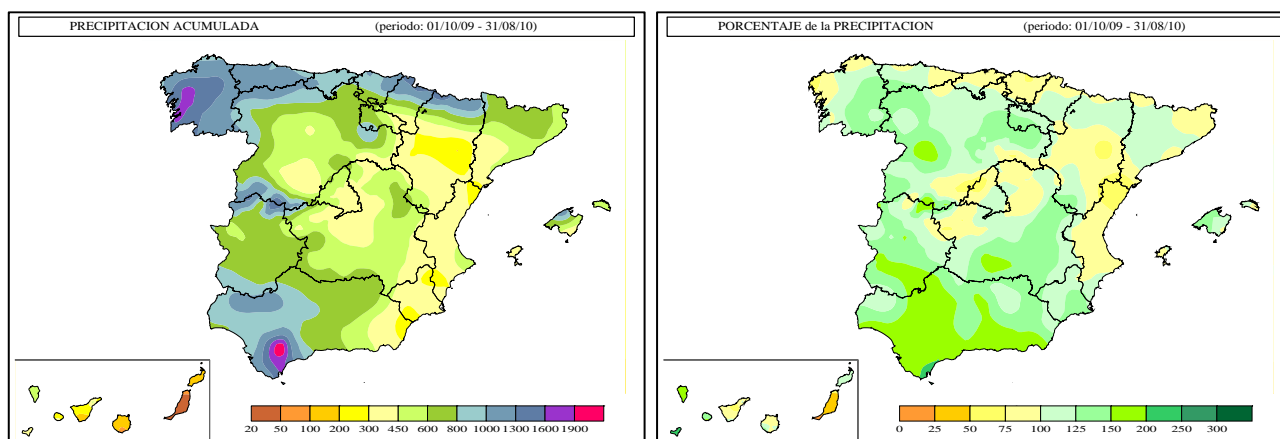 PRECIPITACION ACUMULADA (periodo: 01/10/09 - 31/08/10)
20 50 100 200 300 450 600 800 1000 1300 1600 1900
PORCENTAJE de la PRECIPITACION (periodo: 01/10/09 - 31/08/10)
0 25 50 75 100 125 150 200 250 300